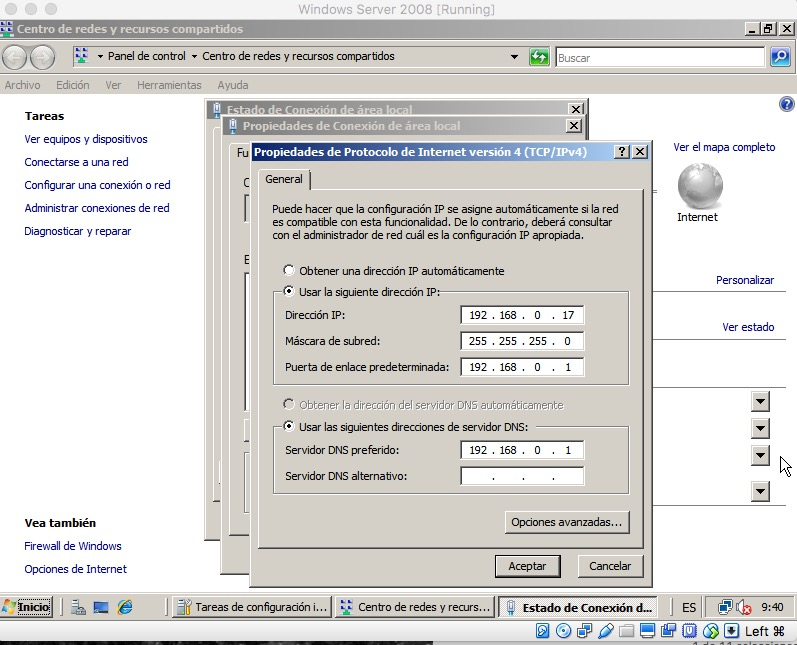 Windows Server 2008 [Running]
Centro de redes y recursos compartidos
Panel de control
Centro de redes y recursos compartidos
Buscar
Archivo Edición Ver Herramientas Ayuda
Tareas
Ver equipos y dispositivos
Conectarse a una red
Configurar una conexión o red
Administrar conexiones de red
Diagnosticar y reparar
Estado de Conexión de área local
Propiedades de Conexión de área local
Fu
Propiedades de Protocolo de Internet versión 4 (TCP/IPv4)
General
Puede hacer que la configuración IP se asigne automáticamente si la red
es compatible con esta funcionalidad. De lo contrario, deberá consultar
con el administrador de red cuál es la configuración IP apropiada.
Obtener una dirección IP automáticamente
Usar la siguiente dirección IP:
Dirección IP: 192 . 168 . 0 . 17
Máscara de subred: 255 . 255 . 255 . 0
Puerta de enlace predeterminada: 192 . 168 . 0 . 1
Obtener la dirección del servidor DNS automáticamente
Usar las siguientes direcciones de servidor DNS:
Servidor DNS preferido: 192 . 168 . 0 . 1
Servidor DNS alternativo: . . .
Opciones avanzadas...
Aceptar Cancelar
Ver el mapa completo
Internet
Personalizar
Ver estado
Vea también
Firewall de Windows
Opciones de Internet
Inicio
Tareas de configuración i...
Centro de redes y recurs...
Estado de Conexión d...
ES
9:40
Left ⌘